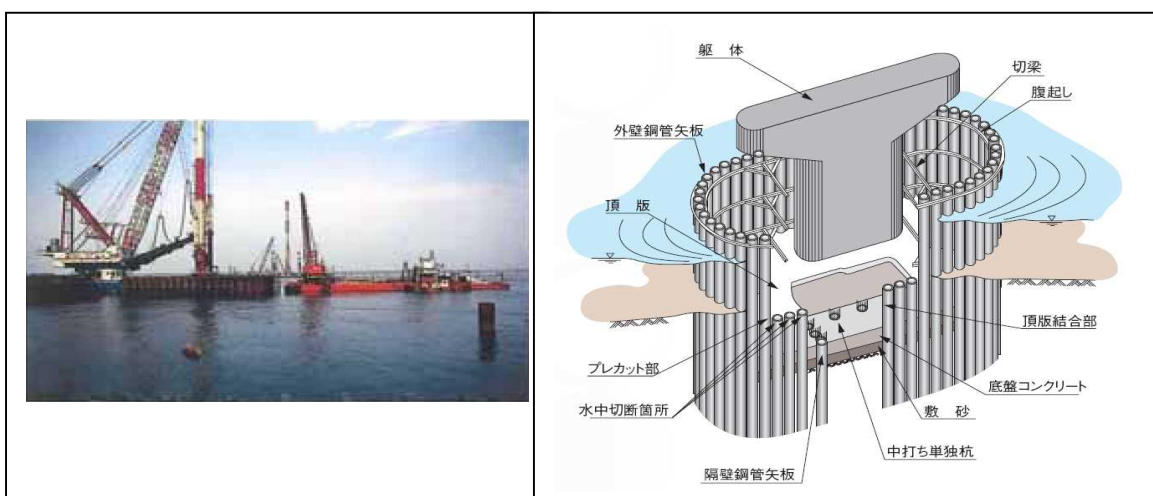 躯　体
切梁
腹起し
外壁鋼管矢板
頂　版
頂版結合部
プレカット部
底盤コンクリート
水中切断箇所
敷　砂
中打ち単独杭
隔壁鋼管矢板